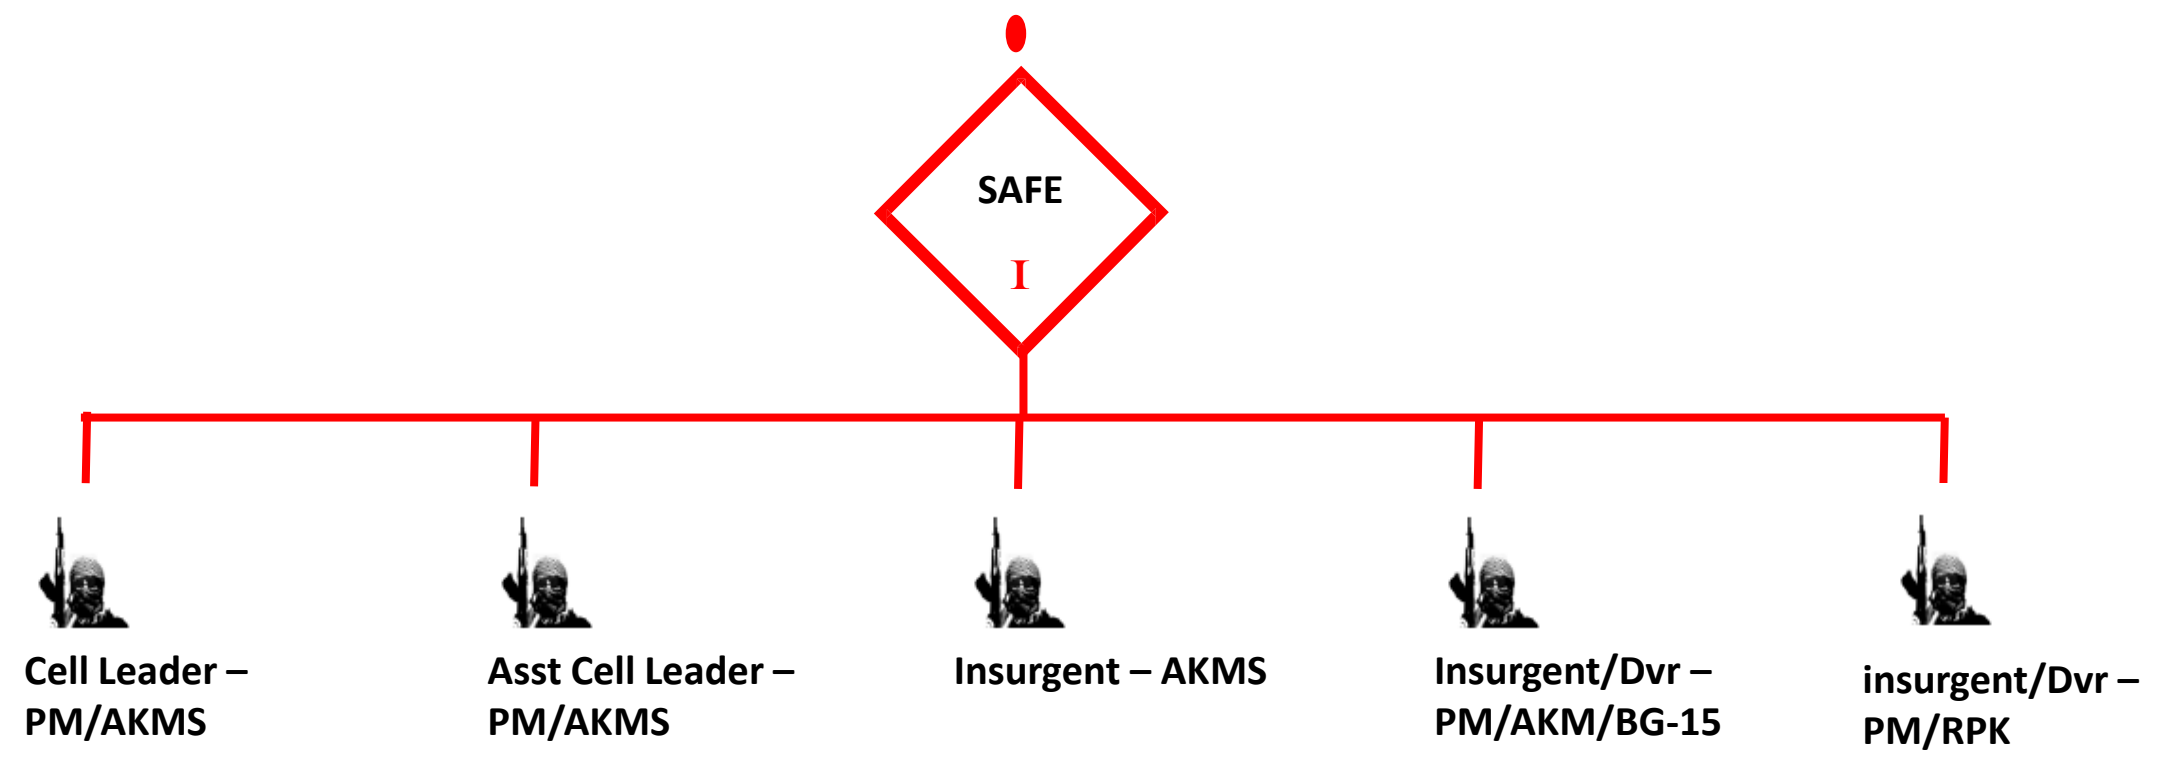 SAFE
I
Cell Leader –
PM/AKMS
Asst Cell Leader –
PM/AKMS
Insurgent – AKMS
Insurgent/Dvr –
PM/AKM/BG-15
insurgent/Dvr –
PM/RPK